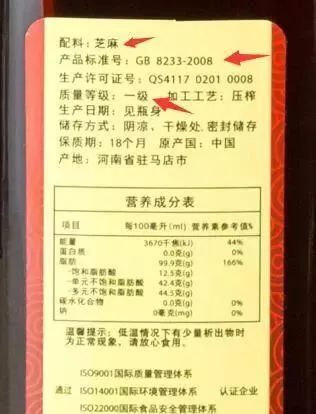 配料: 芝麻
产品标准号: GB 8233-2008
生产许可证号: QS4117 0201 0008
质量等级: 一级 加工工艺: 压榨
生产日期: 见瓶身
储存方式: 阴凉、干燥处.密封储存
保质期: 18个月 原产国: 中国
产地: 河南省驻马店市
营养成分表
项目 每100毫升(ml) 营养素参考值%
能量 3670千焦(kJ) 44%
蛋白质 0.0克(g) 0%
脂肪 99.9克(g) 166%
-饱和脂肪酸 12.5克(g)
-单元不饱和脂肪酸 42.4克(g)
-多元不饱和脂肪酸 44.5克(g)
碳水化合物 0.0克(g) 0%
钠 0毫克(mg) 0%
温馨提示: 低温情况下有少量析出物时
为正常现象、请放心食用。
ISO9001国际质量管理体系
通过 ISO14001国际环境管理体系 认证企业
ISO22000国际食品安全管理体系